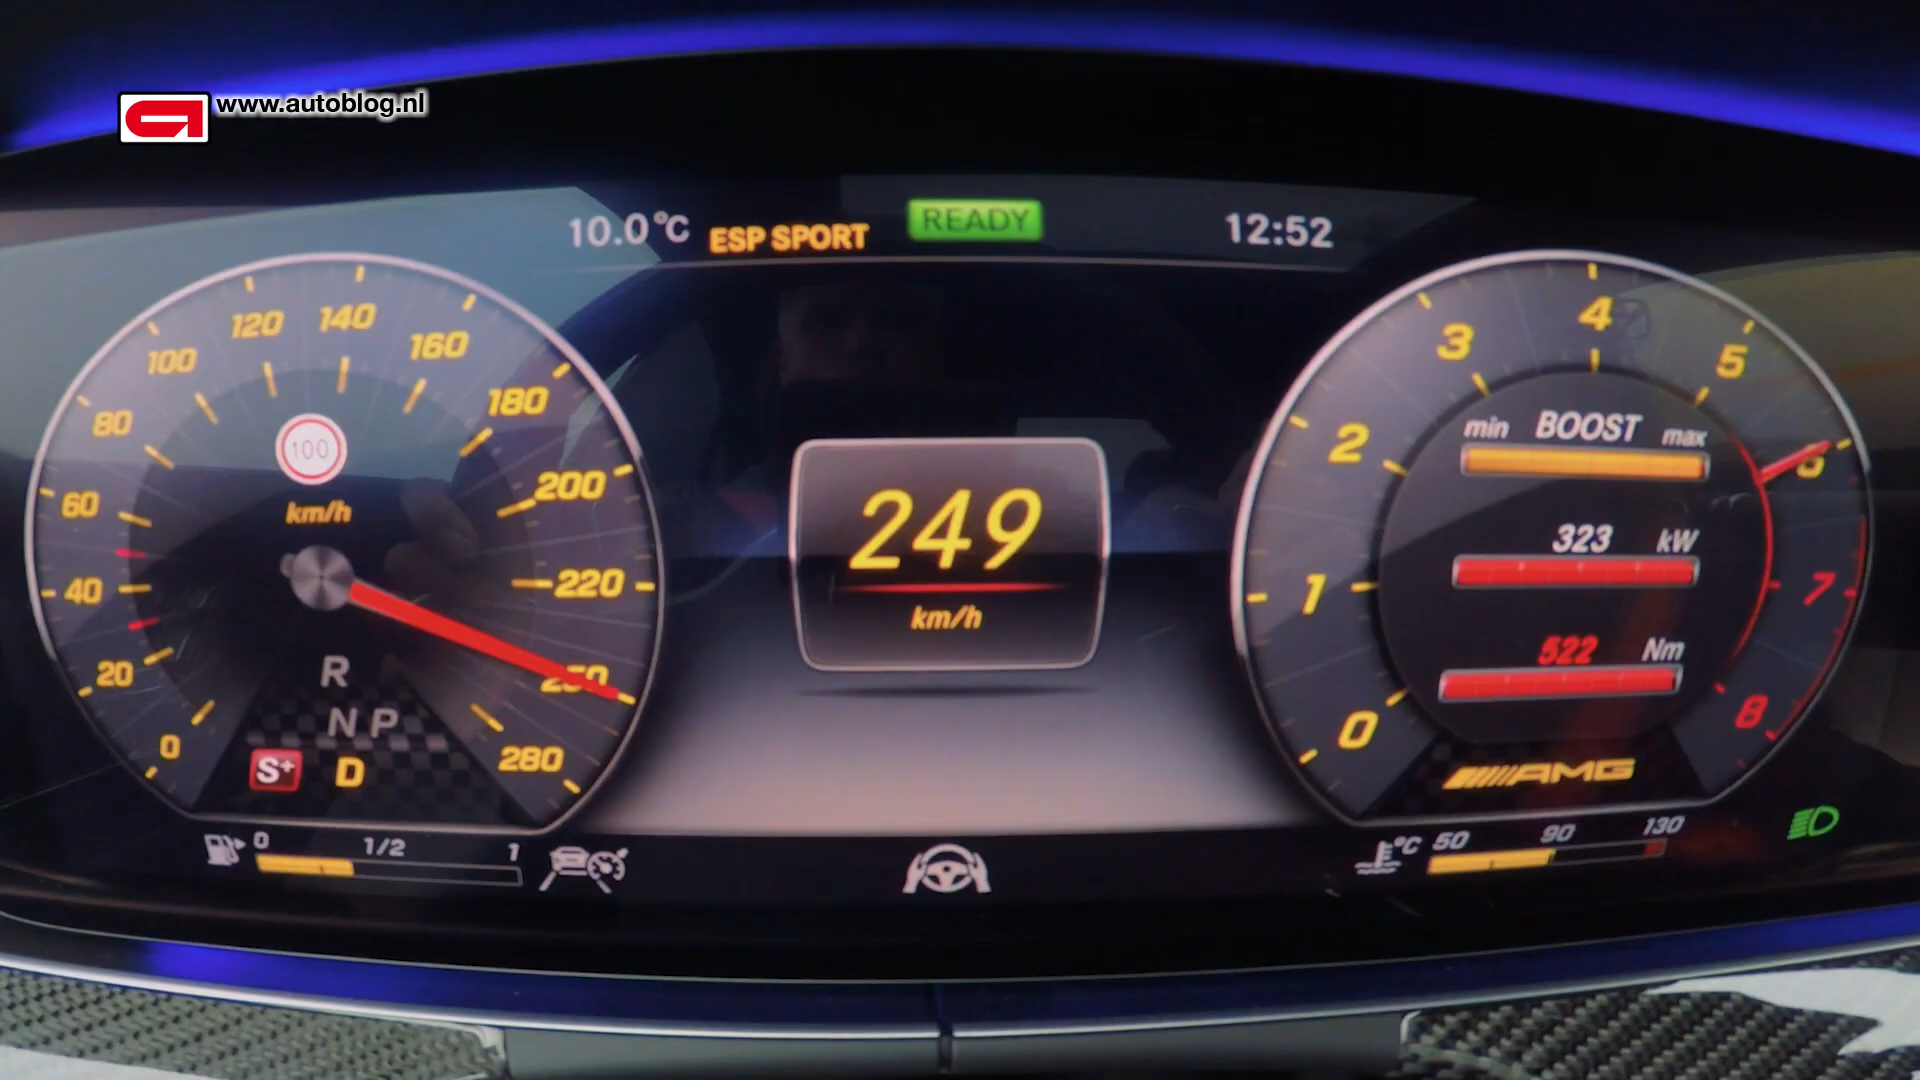 www.autoblog.nl
10.0°C ESP SPORT READY 12:52
0 20 40 60 80 100 120 140 160 180 200 220 250 280
100
km/h
R
N P
S+ D
249
km/h
0 1 2 3 4 5 6 7 8
min BOOST max
323 kW
522 Nm
AMG
0 1/2 1
°C 50 90 130